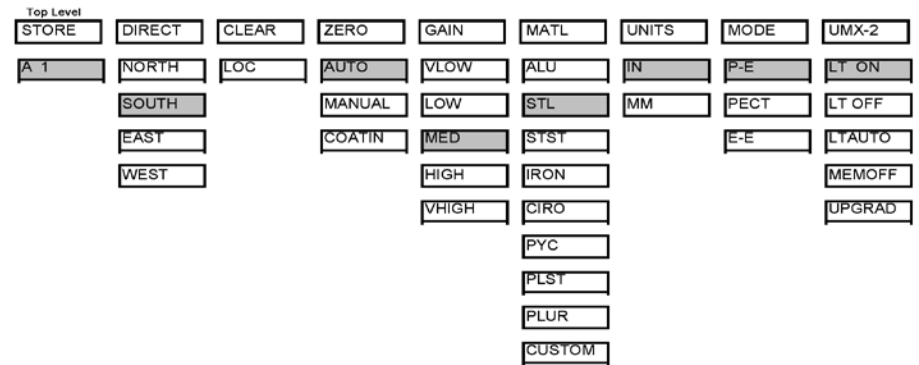 Top Level
STORE DIRECT CLEAR ZERO GAIN MATL UNITS MODE UMX-2
A 1 NORTH LOC AUTO VLOW ALU IN P-E LT ON
SOUTH MANUAL LOW STL MM PECT LT OFF
EAST COATIN MED STST E-E LTAUTO
WEST HIGH IRON MEMOFF
VHIGH CIRO UPGRAD
PYC
PLST
PLUR
CUSTOM